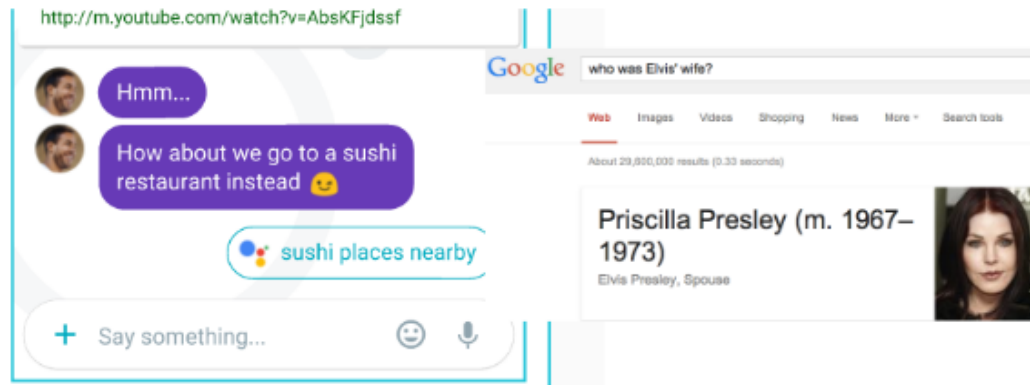 http://m.youtube.com/watch?v=AbsKFjdssf
Hmm...
How about we go to a sushi
restaurant instead 😉
sushi places nearby
Say something...
Google
who was Elvis' wife?
Web Images Videos Shopping News More Search tools
About 29,600,000 results (0.33 seconds)
Priscilla Presley (m. 1967–
1973)
Elvis Presley, Spouse